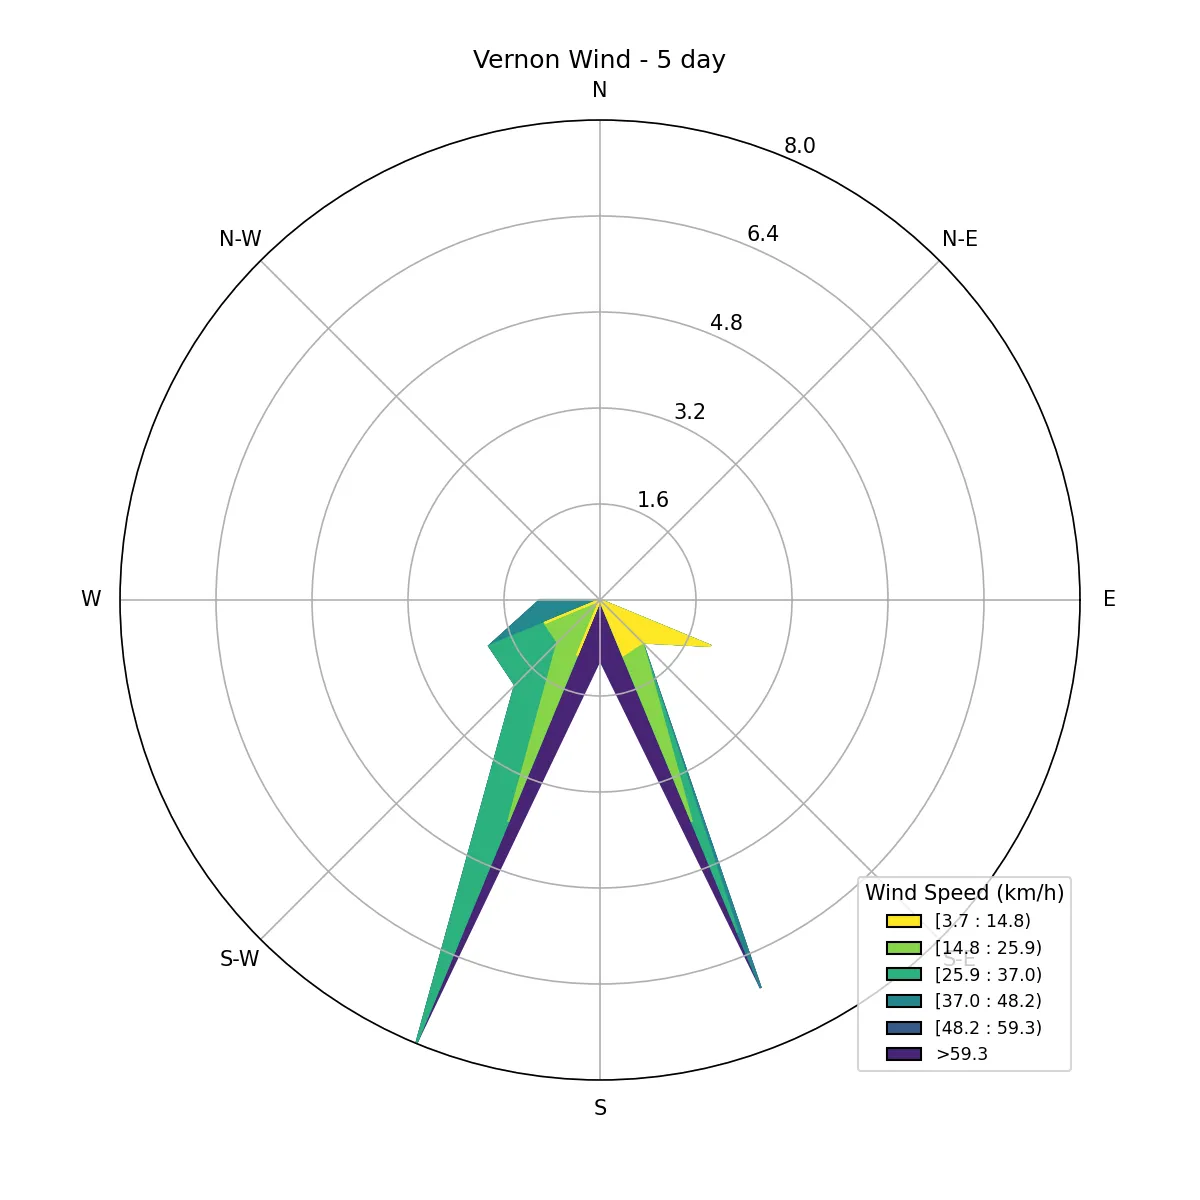 Vernon Wind - 5 day
N
8.0
6.4
N-W
N-E
4.8
3.2
1.6
W
E
S-W
S-E
S
Wind Speed (km/h)
[3.7 : 14.8)
[14.8 : 25.9)
[25.9 : 37.0)
[37.0 : 48.2)
[48.2 : 59.3)
>59.3